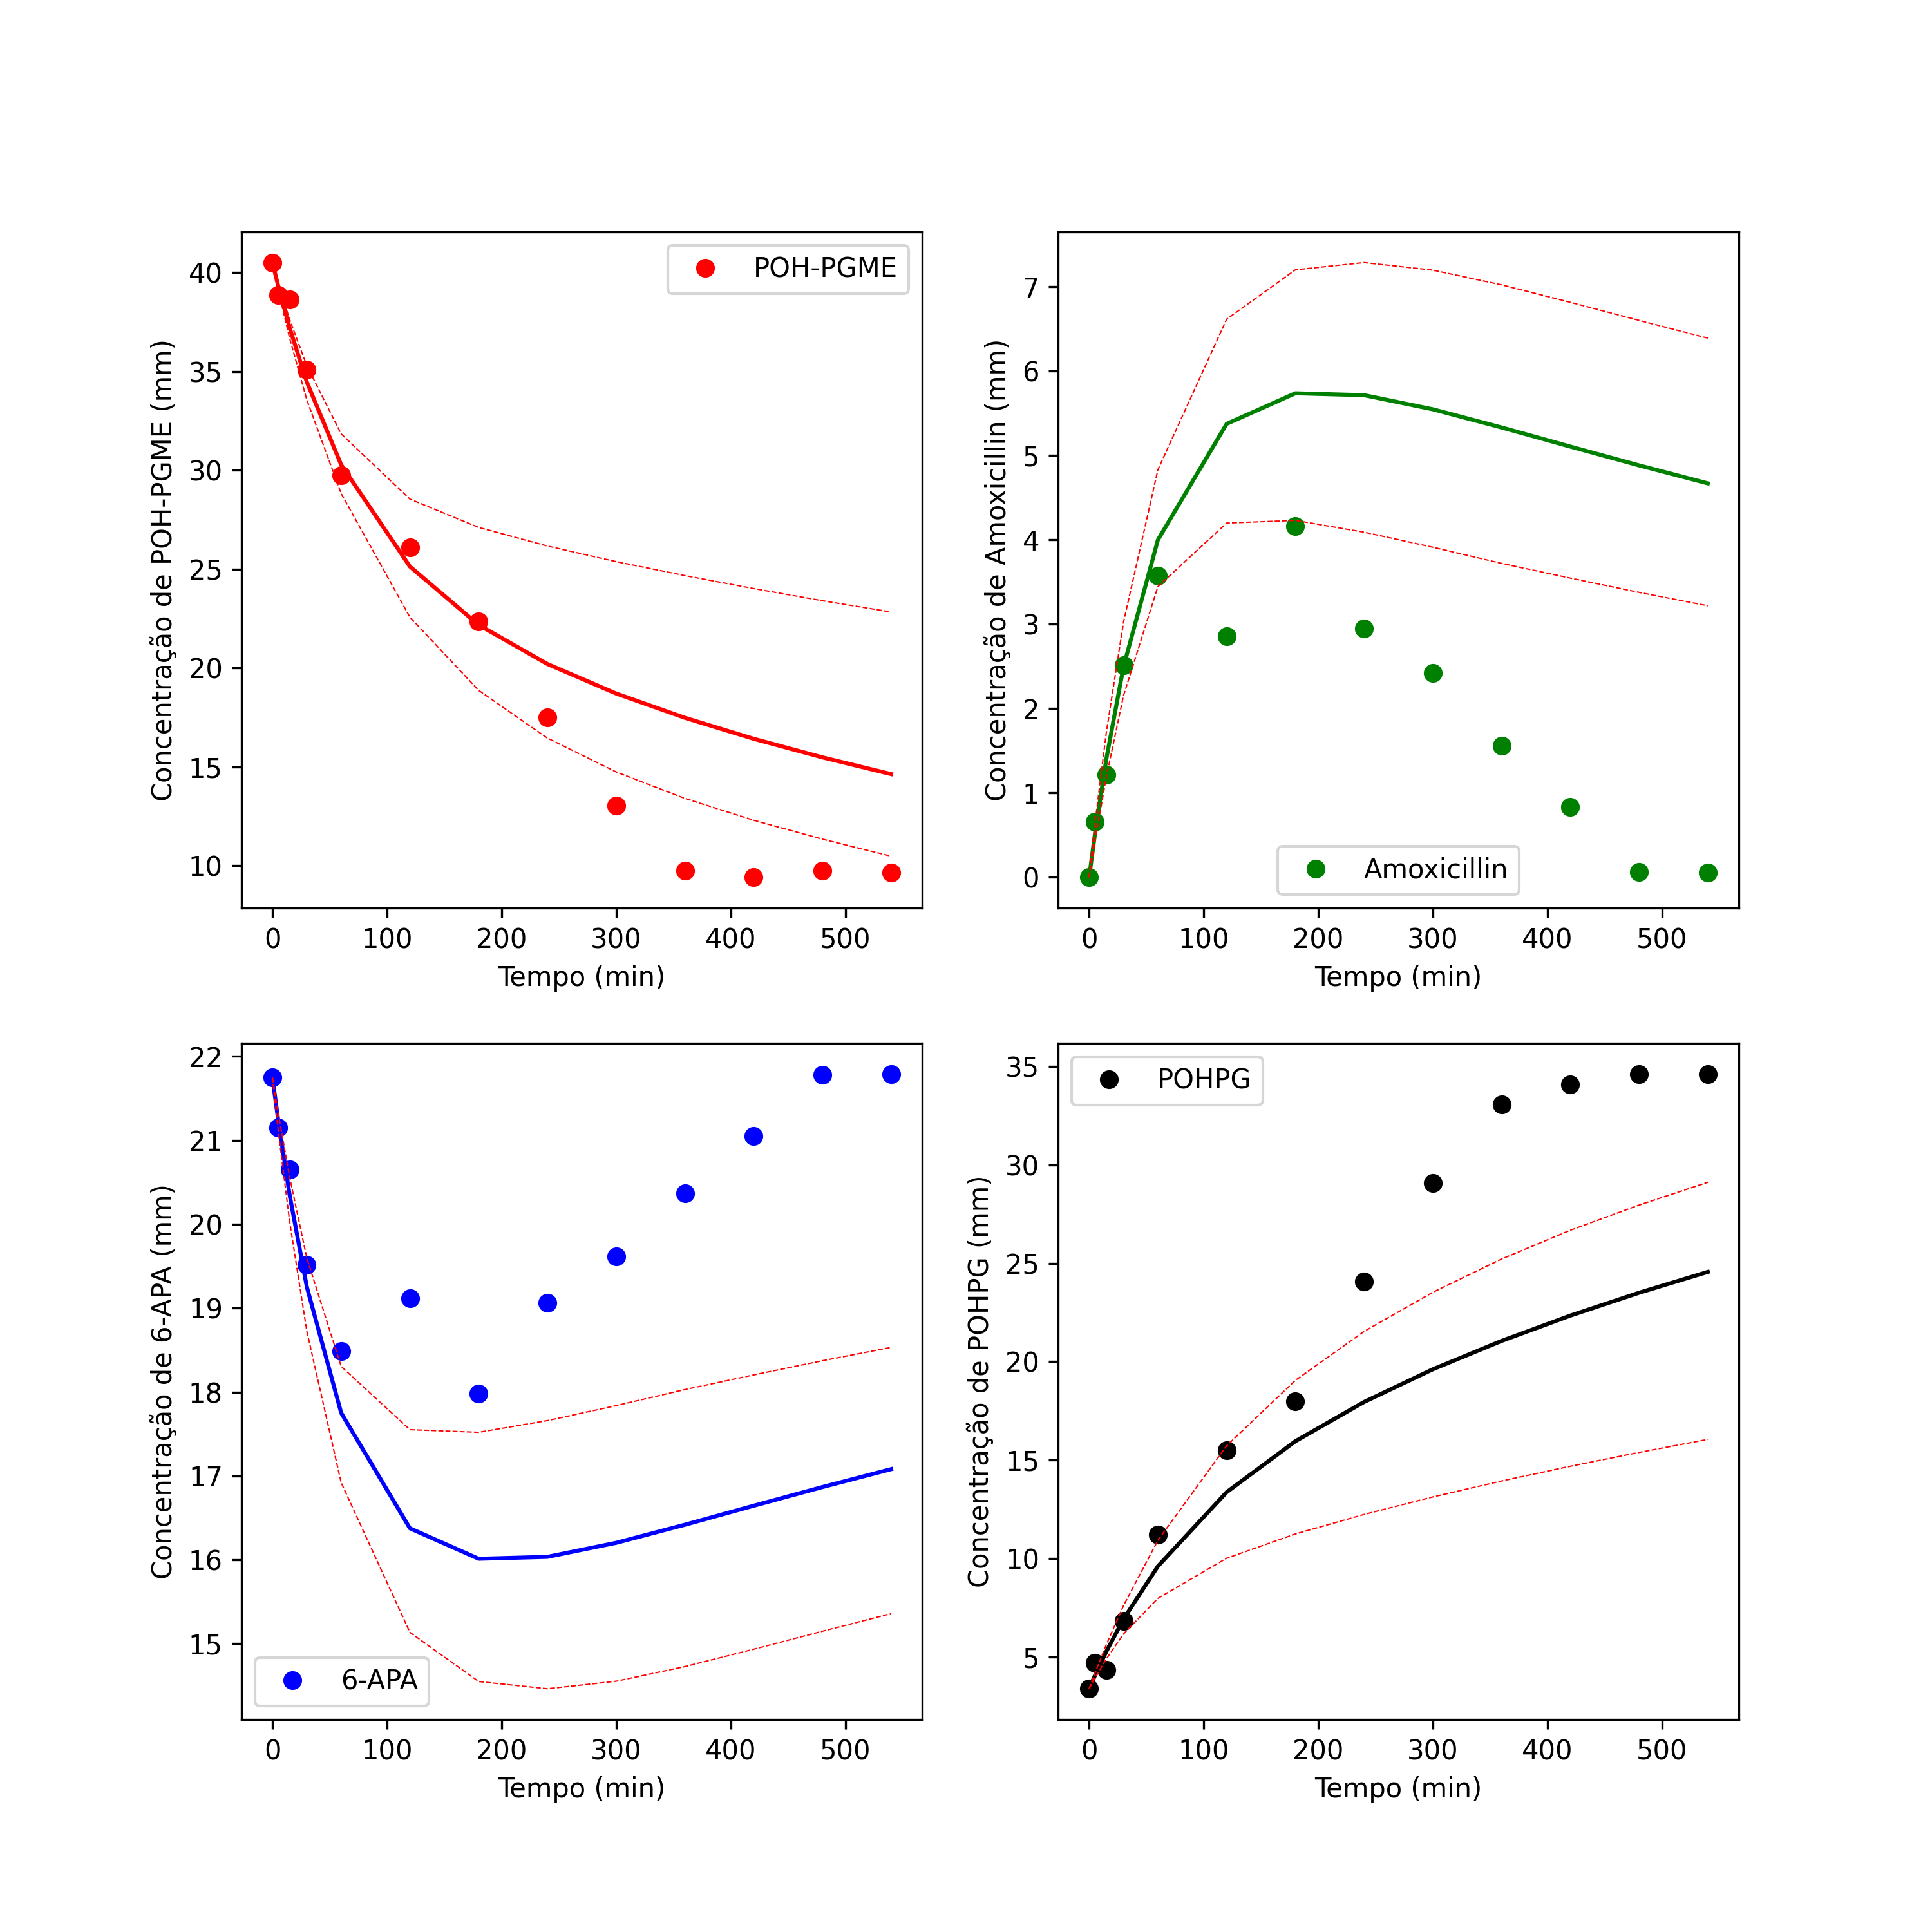 POH-PGME
Concentração de POH-PGME (mm)
40
35
30
25
20
15
10
0 100 200 300 400 500
Tempo (min)
Amoxicillin
Concentração de Amoxicillin (mm)
7
6
5
4
3
2
1
0
0 100 200 300 400 500
Tempo (min)
6-APA
Concentração de 6-APA (mm)
22
21
20
19
18
17
16
15
0 100 200 300 400 500
Tempo (min)
POHPG
Concentração de POHPG (mm)
35
30
25
20
15
10
5
0 100 200 300 400 500
Tempo (min)